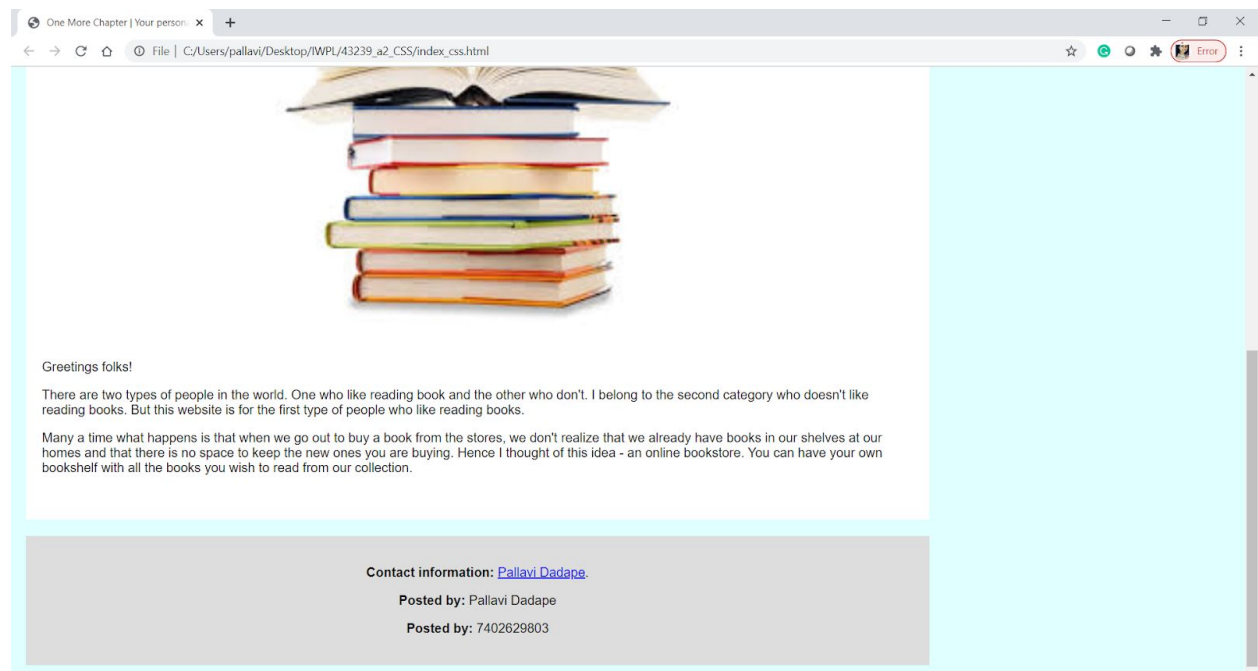 One More Chapter | Your person
File | C:/Users/pallavi/Desktop/IWPL/43239_a2_CSS/index_css.html
Error
Greetings folks!
There are two types of people in the world. One who like reading book and the other who don't. I belong to the second category who doesn't like
reading books. But this website is for the first type of people who like reading books.
Many a time what happens is that when we go out to buy a book from the stores, we don't realize that we already have books in our shelves at our
homes and that there is no space to keep the new ones you are buying. Hence I thought of this idea - an online bookstore. You can have your own
bookshelf with all the books you wish to read from our collection.
Contact information: Pallavi Dadape.
Posted by: Pallavi Dadape
Posted by: 7402629803